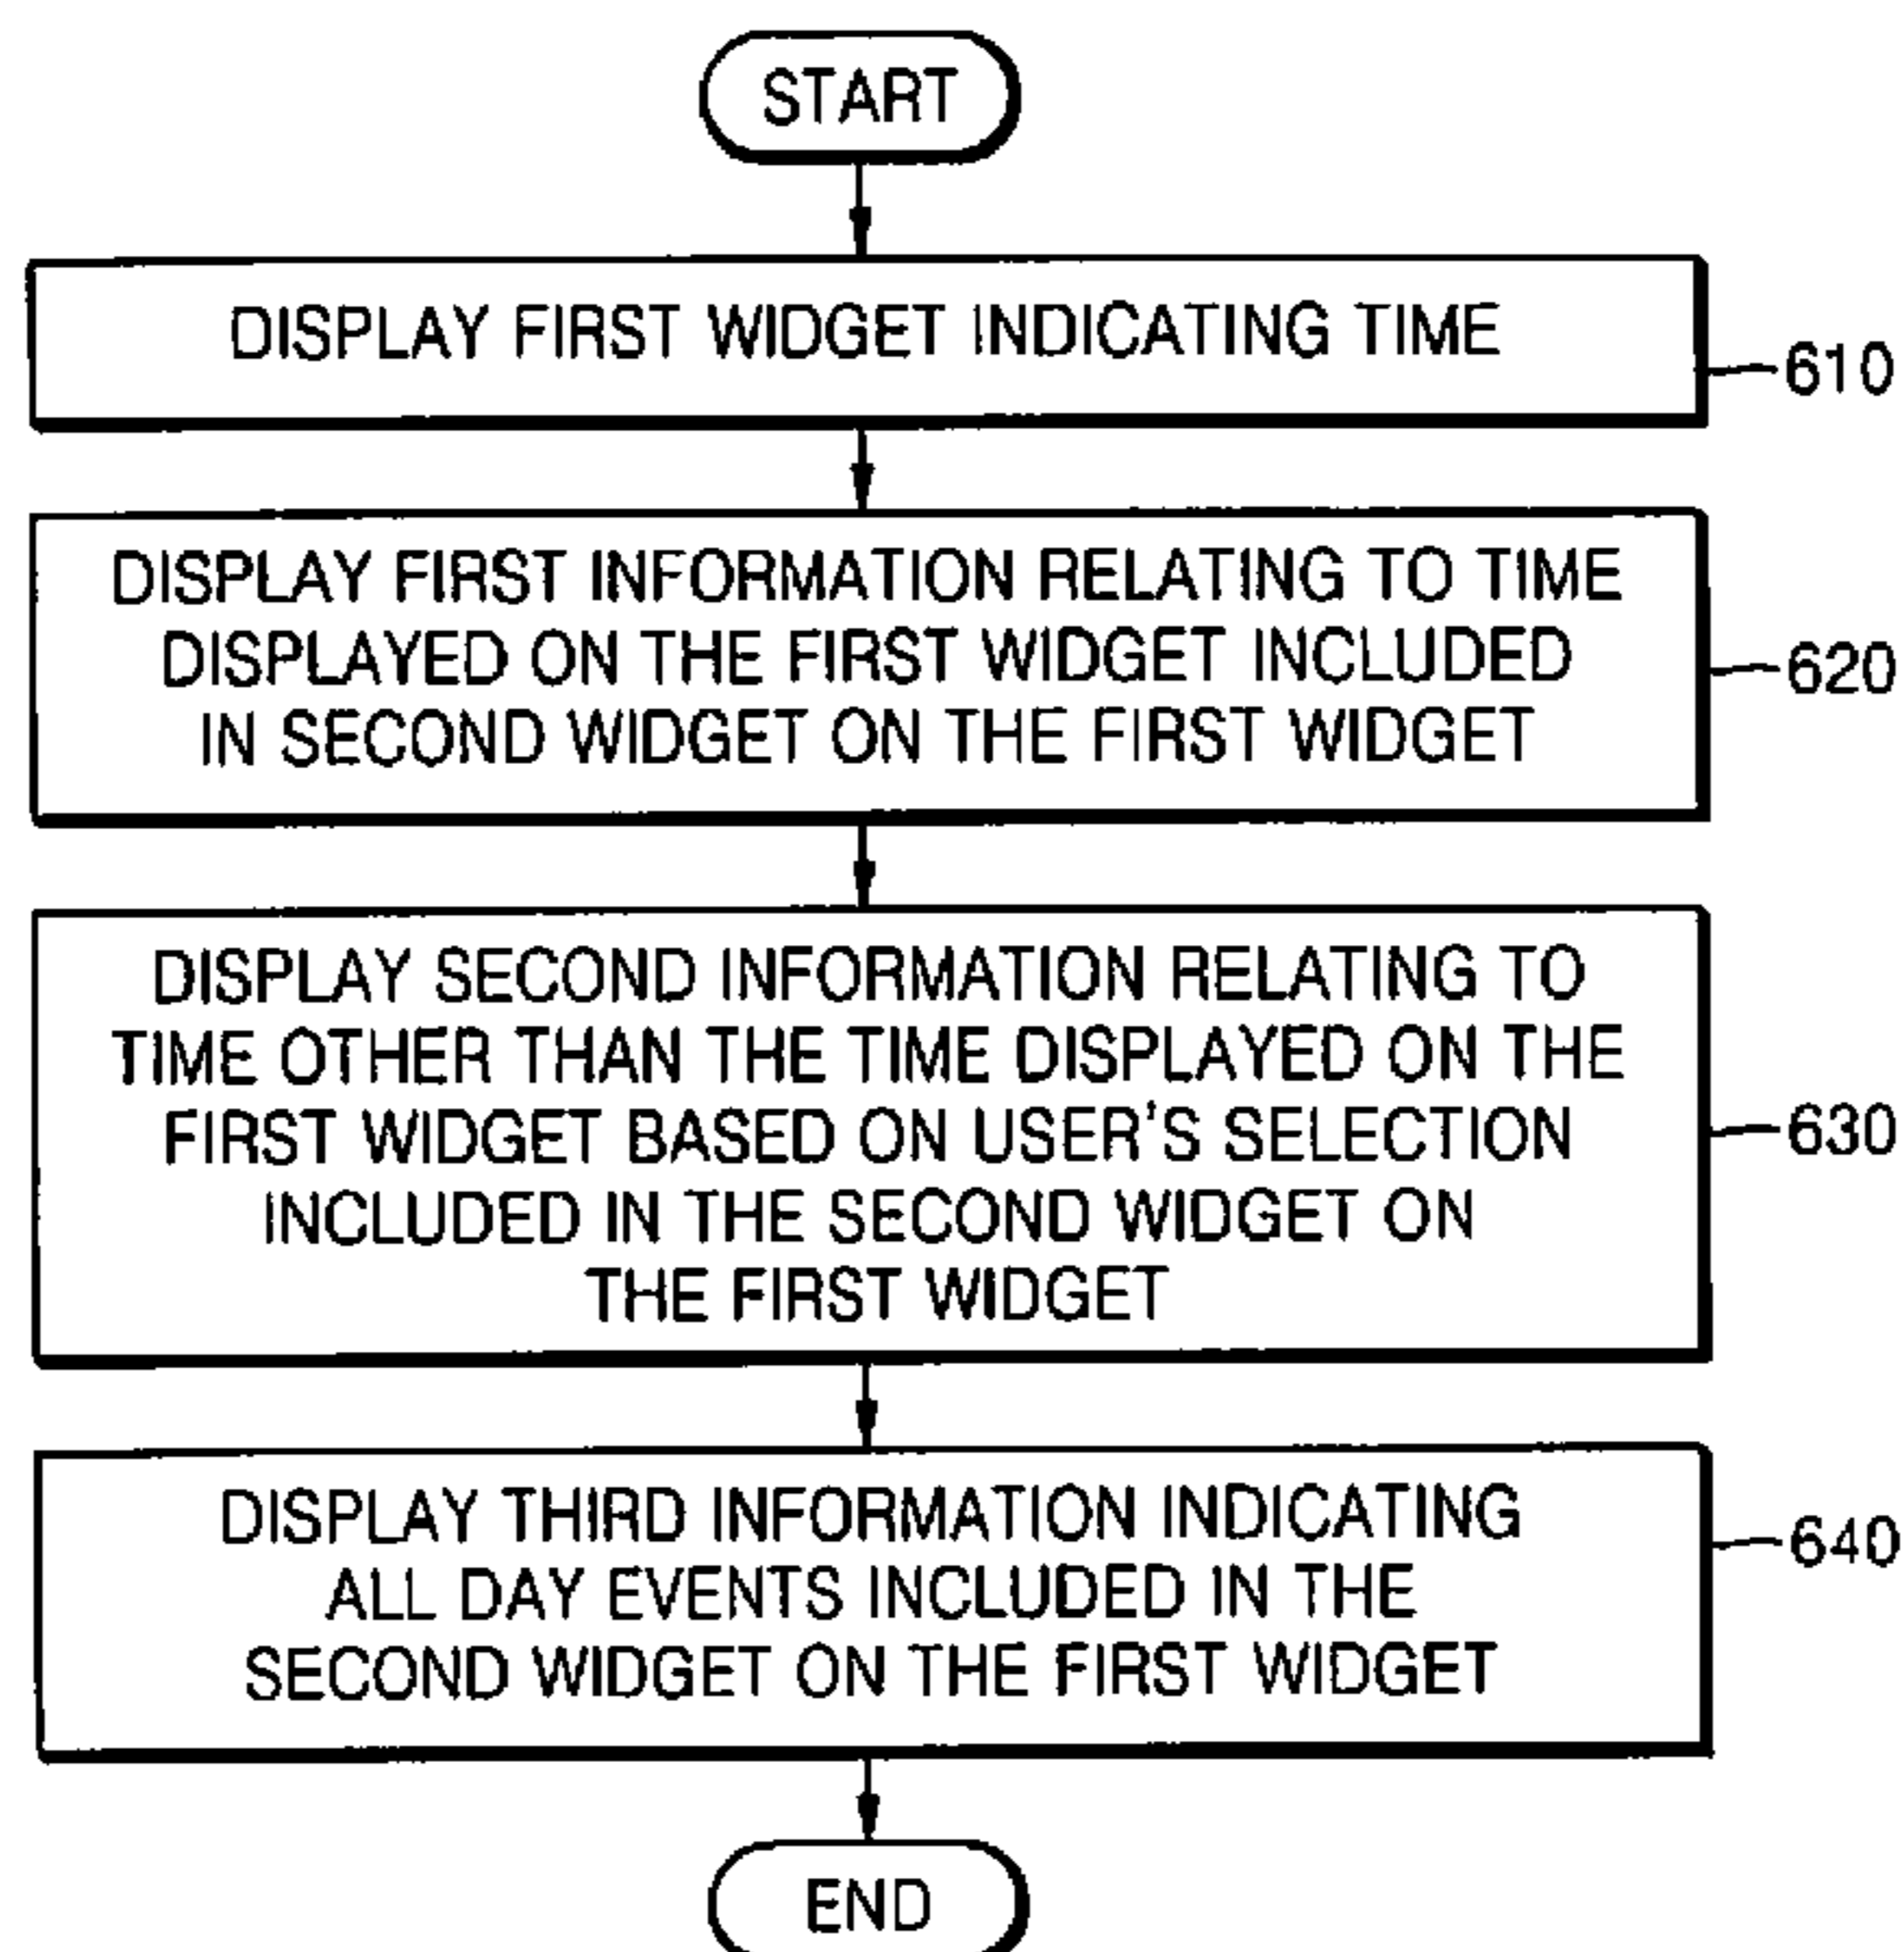 START
DISPLAY FIRST WIDGET INDICATING TIME
610
DISPLAY FIRST INFORMATION RELATING TO TIME
DISPLAYED ON THE FIRST WIDGET INCLUDED
IN SECOND WIDGET ON THE FIRST WIDGET
620
DISPLAY SECOND INFORMATION RELATING TO
TIME OTHER THAN THE TIME DISPLAYED ON THE
FIRST WIDGET BASED ON USER'S SELECTION
INCLUDED IN THE SECOND WIDGET ON
THE FIRST WIDGET
630
DISPLAY THIRD INFORMATION INDICATING
ALL DAY EVENTS INCLUDED IN THE
SECOND WIDGET ON THE FIRST WIDGET
640
END